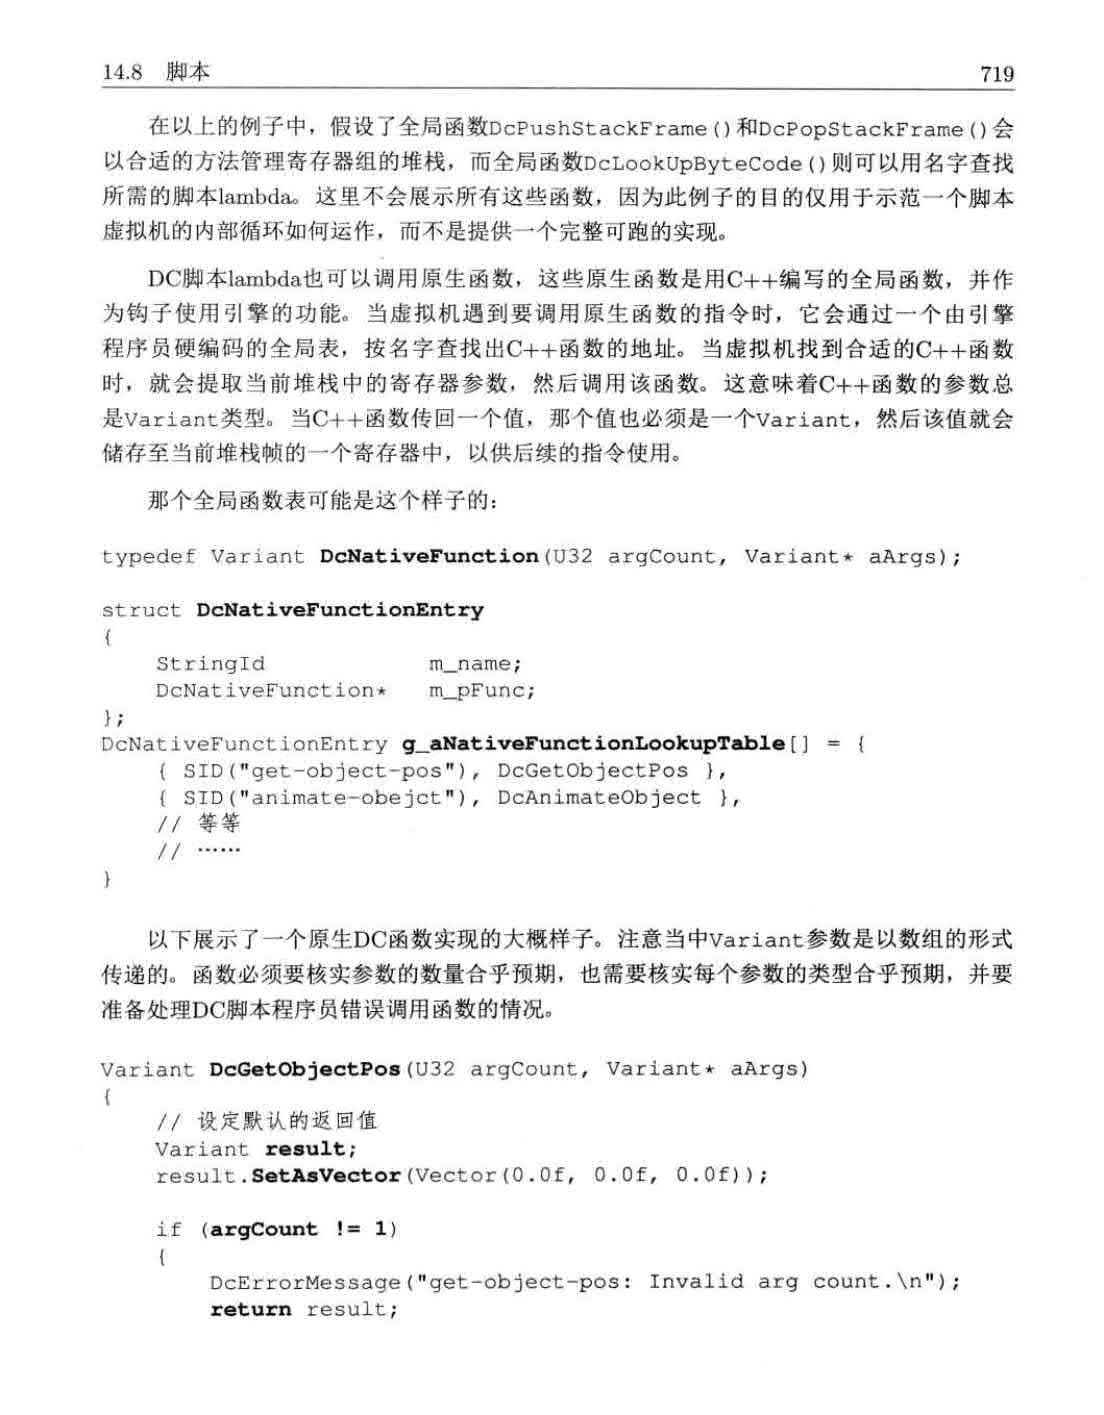 14.8 脚本 719
在以上的例子中，假设了全局函数DcPushStackFrame()和DcPopStackFrame()会
以合适的方法管理寄存器组的堆栈，而全局函数DcLookUpByteCode()则可以用名字查找
所需的脚本lambda。这里不会展示所有这些函数，因为此例子的目的仅用于示范一个脚本
虚拟机的内部循环如何运作，而不是提供一个完整可跑的实现。
DC脚本lambda也可以调用原生函数，这些原生函数是用C++编写的全局函数，并作
为钩子使用引擎的功能。当虚拟机遇到要调用原生函数的指令时，它会通过一个由引擎
程序员硬编码的全局表，按名字查找出C++函数的地址。当虚拟机找到合适的C++函数
时，就会提取当前堆栈中的寄存器参数，然后调用该函数。这意味着C++函数的参数总
是Variant类型。当C++函数传回一个值，那个值也必须是一个Variant，然后该值就会
储存至当前堆栈帧的一个寄存器中，以供后续的指令使用。
那个全局函数表可能是这个样子的：
typedef Variant DcNativeFunction(U32 argCount, Variant* aArgs);
struct DcNativeFunctionEntry
{
StringId m_name;
DcNativeFunction* m_pFunc;
};
DcNativeFunctionEntry g_aNativeFunctionLookupTable[] = {
{ SID("get-object-pos"), DcGetObjectPos },
{ SID("animate-obejct"), DcAnimateObject },
// 等等
// ……
}
以下展示了一个原生DC函数实现的大概样子。注意当中Variant参数是以数组的形式
传递的。函数必须要核实参数的数量合乎预期，也需要核实每个参数的类型合乎预期，并要
准备处理DC脚本程序员错误调用函数的情况。
Variant DcGetObjectPos(U32 argCount, Variant* aArgs)
{
// 设定默认的返回值
Variant result;
result.SetAsVector(Vector(0.0f, 0.0f, 0.0f));
if (argCount != 1)
{
DcErrorMessage("get-object-pos: Invalid arg count.\n");
return result;